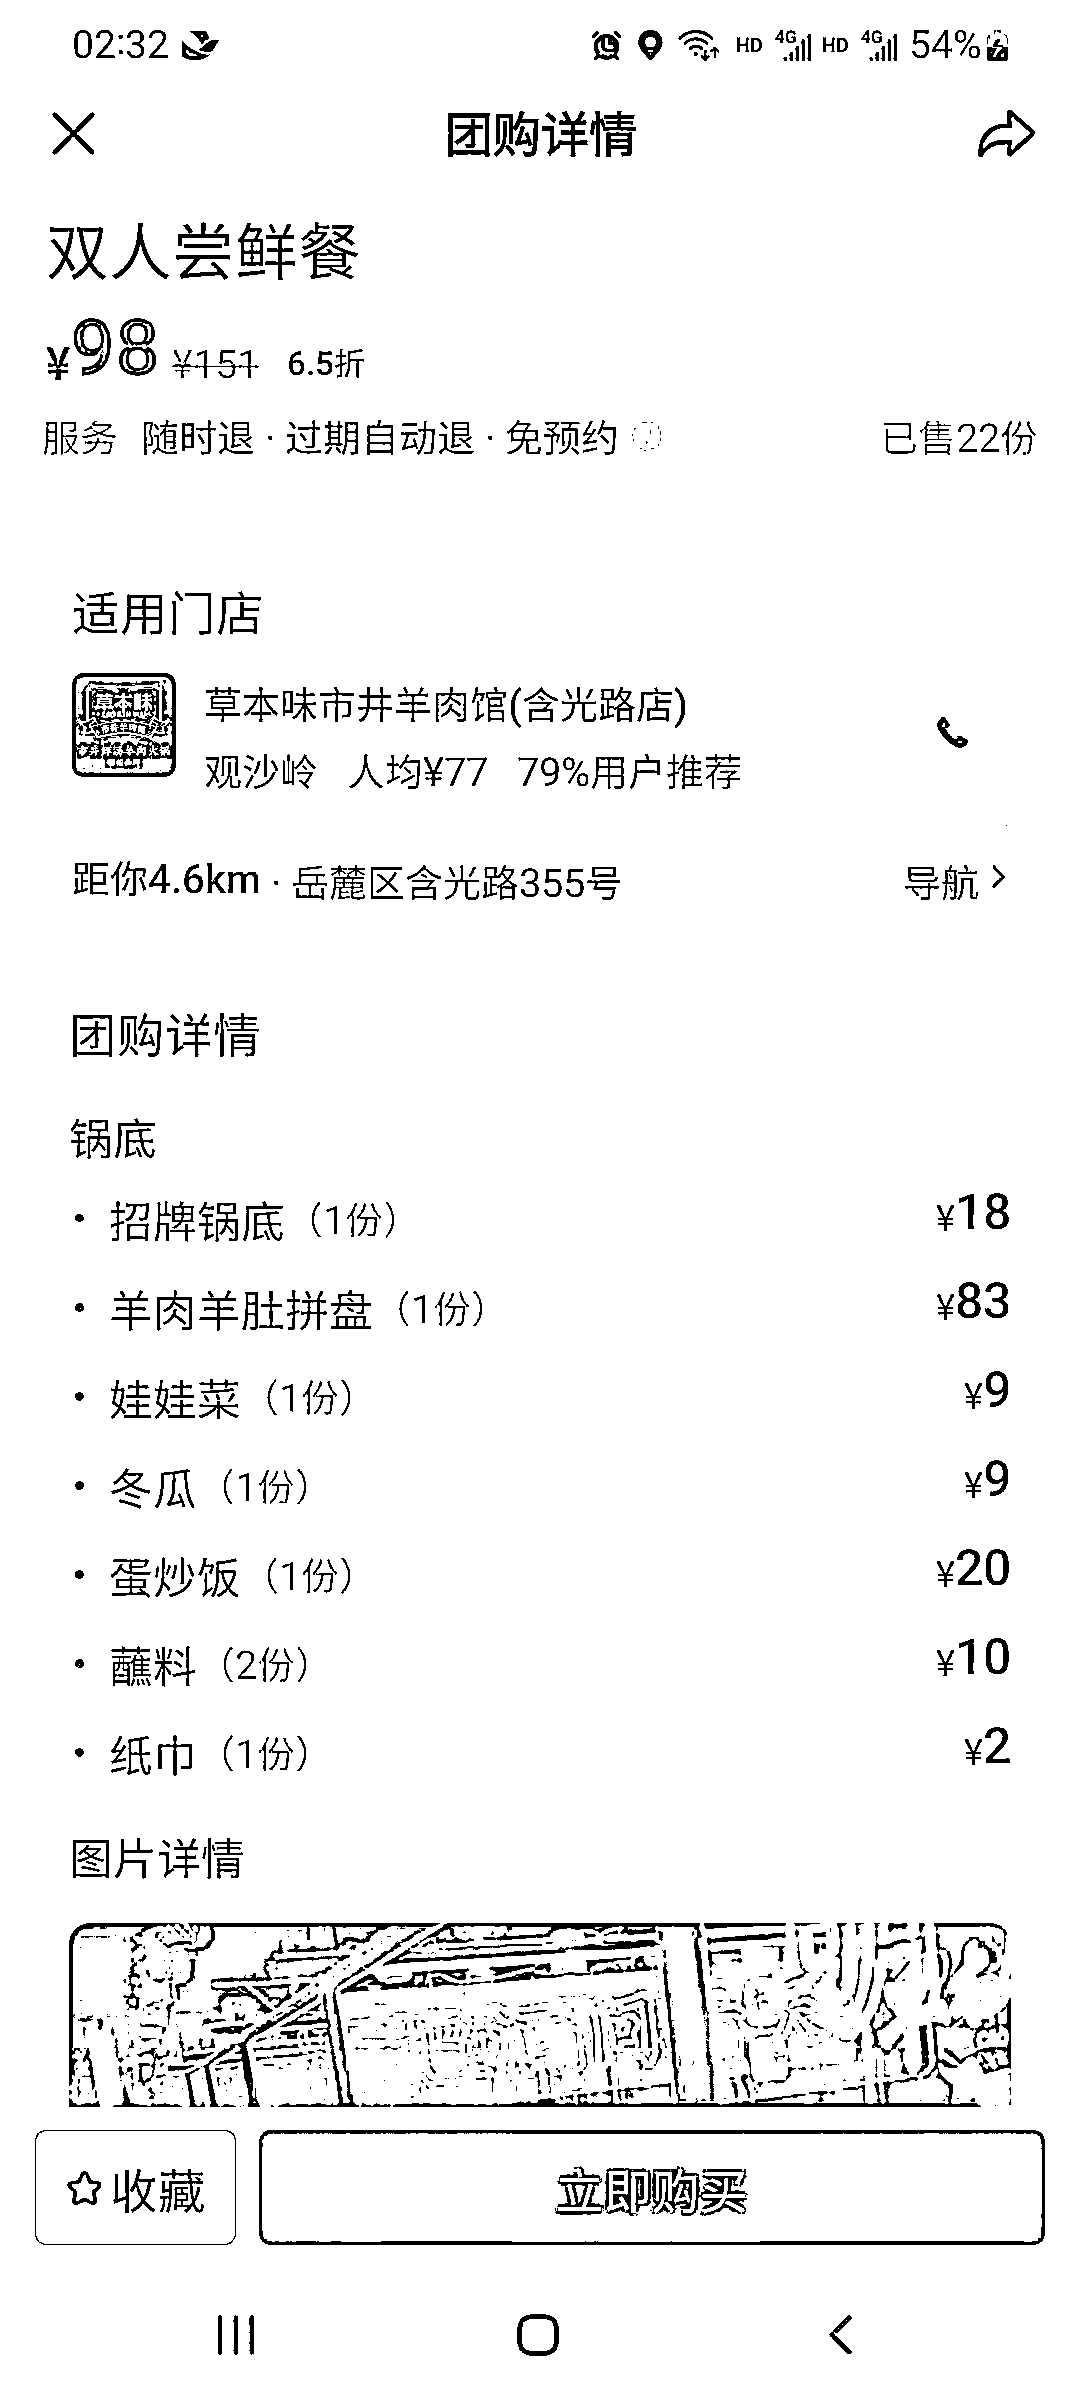 02:32 HD 4G HD 4G 54%
团购详情
双人尝鲜餐
¥98 ¥151 6.5折
服务 随时退 · 过期自动退 · 免预约 已售22份
适用门店
草本味
草本味市井羊肉馆(含光路店)
观沙岭 人均¥77 79%用户推荐
距你4.6km · 岳麓区含光路355号 导航
团购详情
锅底
· 招牌锅底（1份） ¥18
· 羊肉羊肚拼盘（1份） ¥83
· 娃娃菜（1份） ¥9
· 冬瓜（1份） ¥9
· 蛋炒饭（1份） ¥20
· 蘸料（2份） ¥10
· 纸巾（1份） ¥2
图片详情
收藏 立即购买